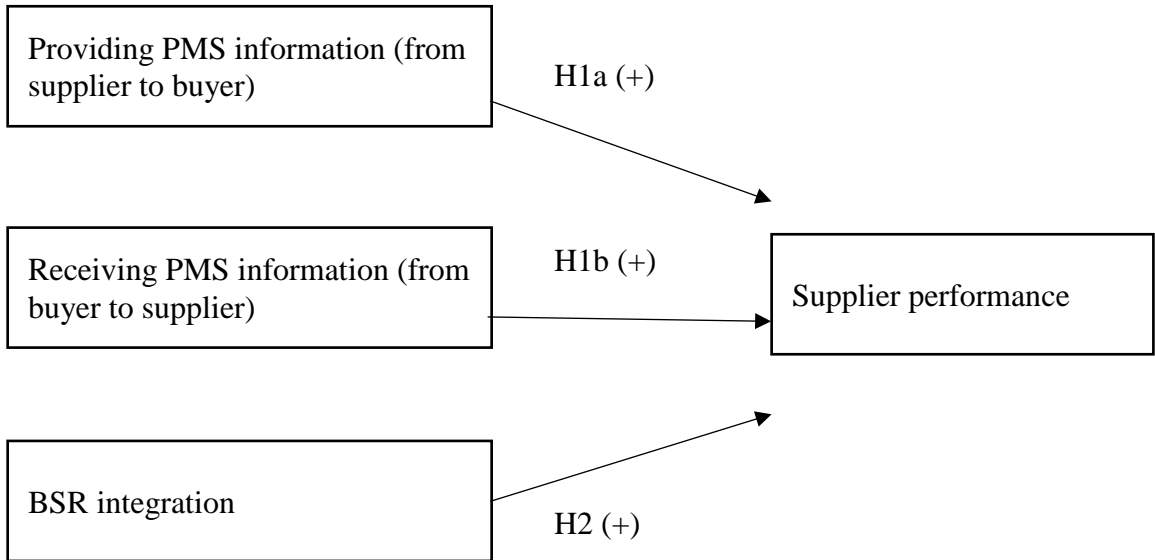 Providing PMS information (from
supplier to buyer)
H1a (+)
Receiving PMS information (from
buyer to supplier)
H1b (+)
Supplier performance
BSR integration
H2 (+)